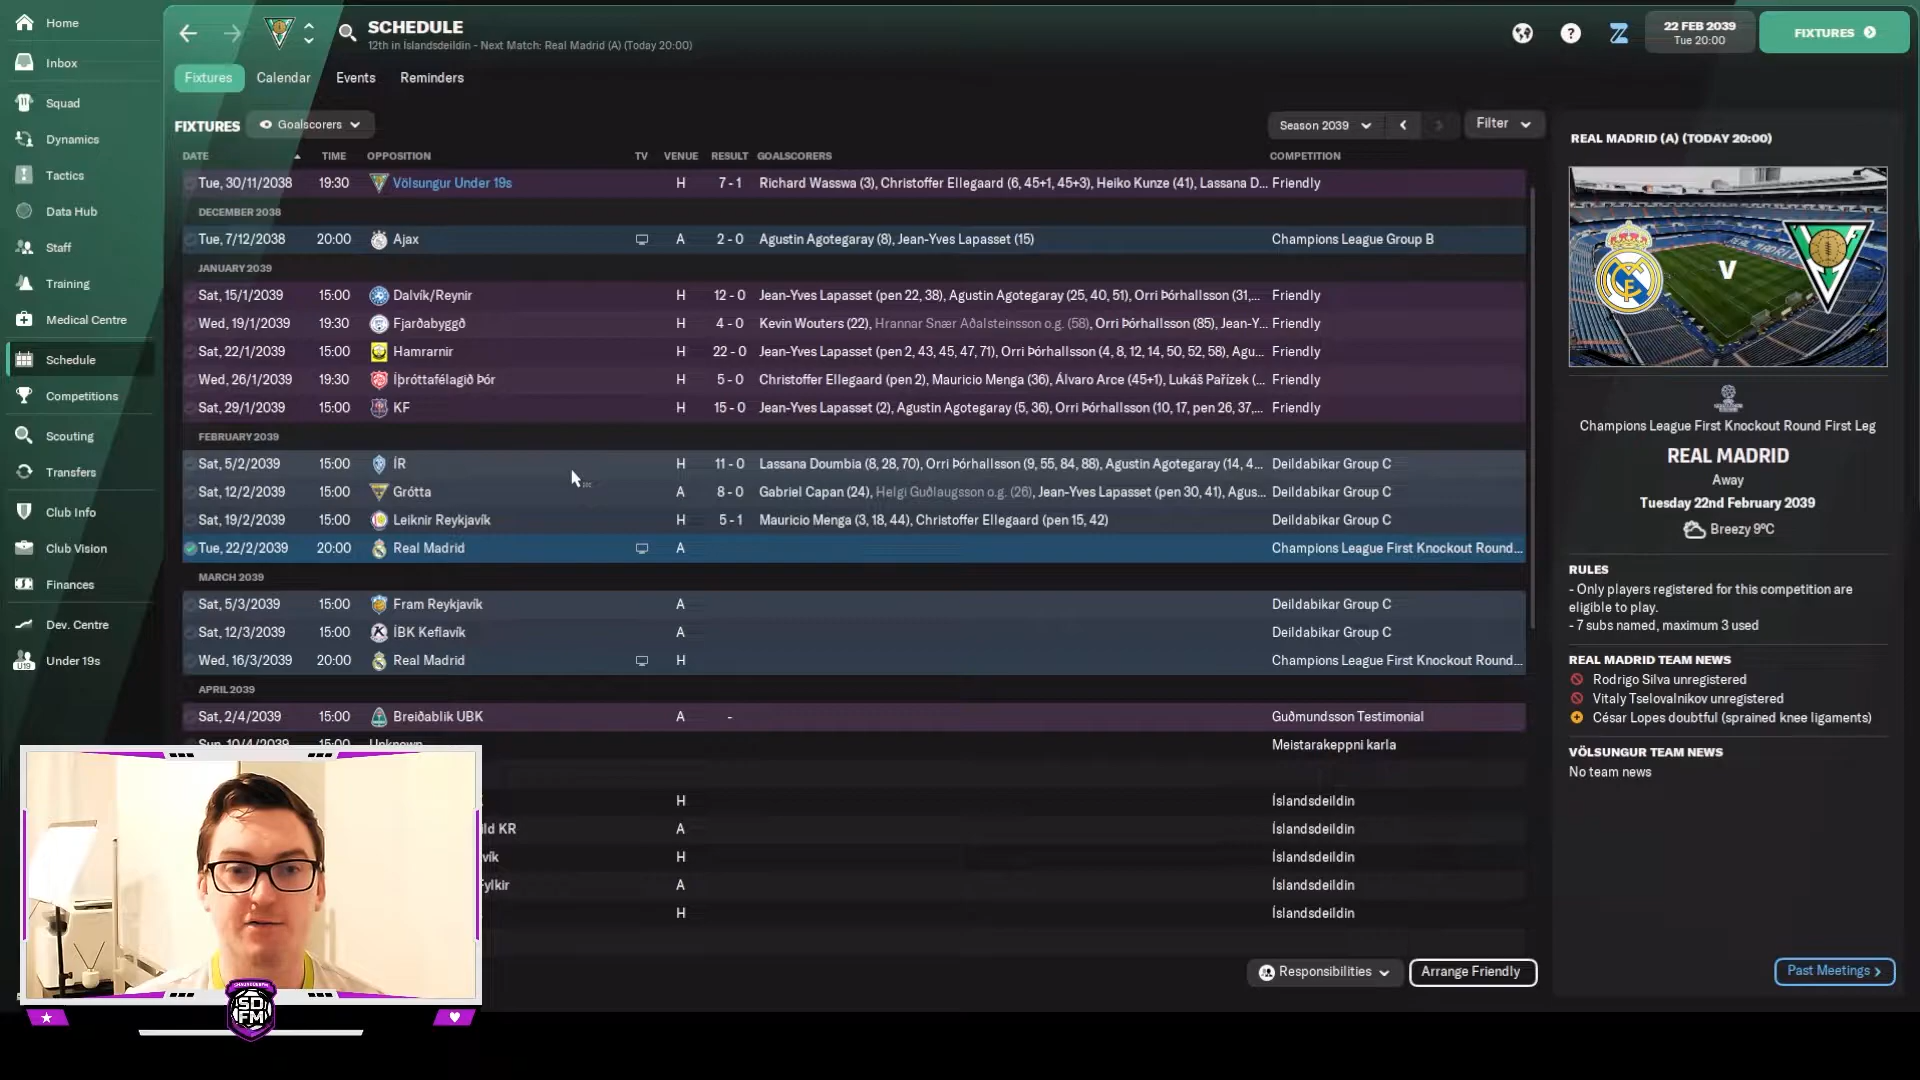 Home
Inbox
Squad
Dynamics
Tactics
Data Hub
Staff
Training
Medical Centre
Schedule
Competitions
Scouting
Transfers
Club Info
Club Vision
Finances
Dev. Centre
Under 19s
SCHEDULE
12th in Íslandsdeildin - Next Match: Real Madrid (A) (Today 20:00)
22 FEB 2039
Tue 20:00
FIXTURES
Fixtures Calendar Events Reminders
FIXTURES Goalscorers Season 2039 Filter
DATE TIME OPPOSITION TV VENUE RESULT GOALSCORERS COMPETITION
Tue, 30/11/2038 19:30 Völsungur Under 19s H 7 - 1 Richard Wasswa (3), Christoffer Ellegaard (6, 45+1, 45+3), Heiko Kunze (41), Lassana D... Friendly
DECEMBER 2038
Tue, 7/12/2038 20:00 Ajax A 2 - 0 Agustin Agotegaray (8), Jean-Yves Lapasset (15) Champions League Group B
JANUARY 2039
Sat, 15/1/2039 15:00 Dalvík/Reynir H 12 - 0 Jean-Yves Lapasset (pen 22, 38), Agustin Agotegaray (25, 40, 51), Orri Þórhallsson (31,... Friendly
Wed, 19/1/2039 19:30 Fjarðabyggð H 4 - 0 Kevin Wouters (22), Hrannar Snær Aðalsteinsson o.g. (58), Orri Þórhallsson (85), Jean-Y... Friendly
Sat, 22/1/2039 15:00 Hamrarnir H 22 - 0 Jean-Yves Lapasset (pen 2, 43, 45, 47, 71), Orri Þórhallsson (4, 8, 12, 14, 50, 52, 58), Agu... Friendly
Wed, 26/1/2039 19:30 Íþróttafélagið Þór H 5 - 0 Christoffer Ellegaard (pen 2), Mauricio Menga (36), Álvaro Arce (45+1), Lukáš Pařízek (... Friendly
Sat, 29/1/2039 15:00 KF H 15 - 0 Jean-Yves Lapasset (2), Agustin Agotegaray (5, 36), Orri Þórhallsson (10, 17, pen 26, 37,... Friendly
FEBRUARY 2039
Sat, 5/2/2039 15:00 ÍR H 11 - 0 Lassana Doumbia (8, 28, 70), Orri Þórhallsson (9, 55, 84, 88), Agustin Agotegaray (14, 4... Deildabikar Group C
Sat, 12/2/2039 15:00 Grótta A 8 - 0 Gabriel Capan (24), Helgi Guðlaugsson o.g. (26), Jean-Yves Lapasset (pen 30, 41), Agus... Deildabikar Group C
Sat, 19/2/2039 15:00 Leiknir Reykjavík H 5 - 1 Mauricio Menga (3, 18, 44), Christoffer Ellegaard (pen 15, 42) Deildabikar Group C
Tue, 22/2/2039 20:00 Real Madrid A Champions League First Knockout Round...
MARCH 2039
Sat, 5/3/2039 15:00 Fram Reykjavík A Deildabikar Group C
Sat, 12/3/2039 15:00 ÍBK Keflavík A Deildabikar Group C
Wed, 16/3/2039 20:00 Real Madrid H Champions League First Knockout Round...
APRIL 2039
Sat, 2/4/2039 15:00 Breiðablik UBK A - Guðmundsson Testimonial
Sun, 10/4/2039 15:00 Unknown Meistarakeppni karla
H Íslandsdeildin
ld KR A Íslandsdeildin
vík H Íslandsdeildin
Fylkir A Íslandsdeildin
H Íslandsdeildin
Responsibilities Arrange Friendly
REAL MADRID (A) (TODAY 20:00)
V
Champions League First Knockout Round First Leg
REAL MADRID
Away
Tuesday 22nd February 2039
Breezy 9ºC
RULES
- Only players registered for this competition are
eligible to play.
- 7 subs named, maximum 3 used
REAL MADRID TEAM NEWS
Rodrigo Silva unregistered
Vitaly Tselovalnikov unregistered
César Lopes doubtful (sprained knee ligaments)
VÖLSUNGUR TEAM NEWS
No team news
Past Meetings
SD
FM